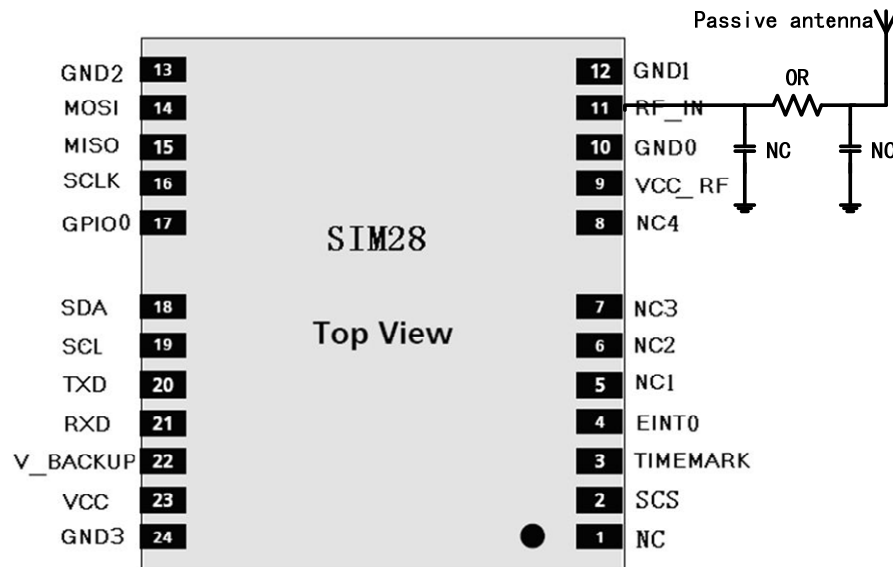 Passive antenna
13 GND2
12 GND1
0R
14 MOSI
11 RF_IN
15 MISO
10 GND0
NC
NC
16 SCLK
9 VCC_RF
17 GPIO0
8 NC4
SIM28
18 SDA
7 NC3
Top View
19 SCL
6 NC2
20 TXD
5 NC1
21 RXD
4 EINT0
22 V_BACKUP
3 TIMEMARK
23 VCC
2 SCS
24 GND3
1 NC